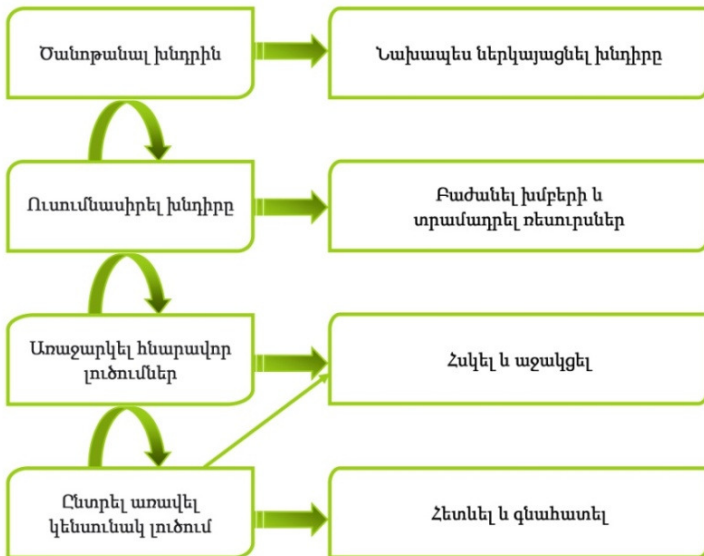 Ծանոթանալ խնդրին
Նախապես ներկայացնել խնդիրը
Ուսումնասիրել խնդիրը
Բաժանել խմբերի և
տրամադրել ռեսուրսներ
Առաջարկել հնարավոր
լուծումներ
Հսկել և աջակցել
Ընտրել առավել
կենսունակ լուծում
Հետևել և գնահատել